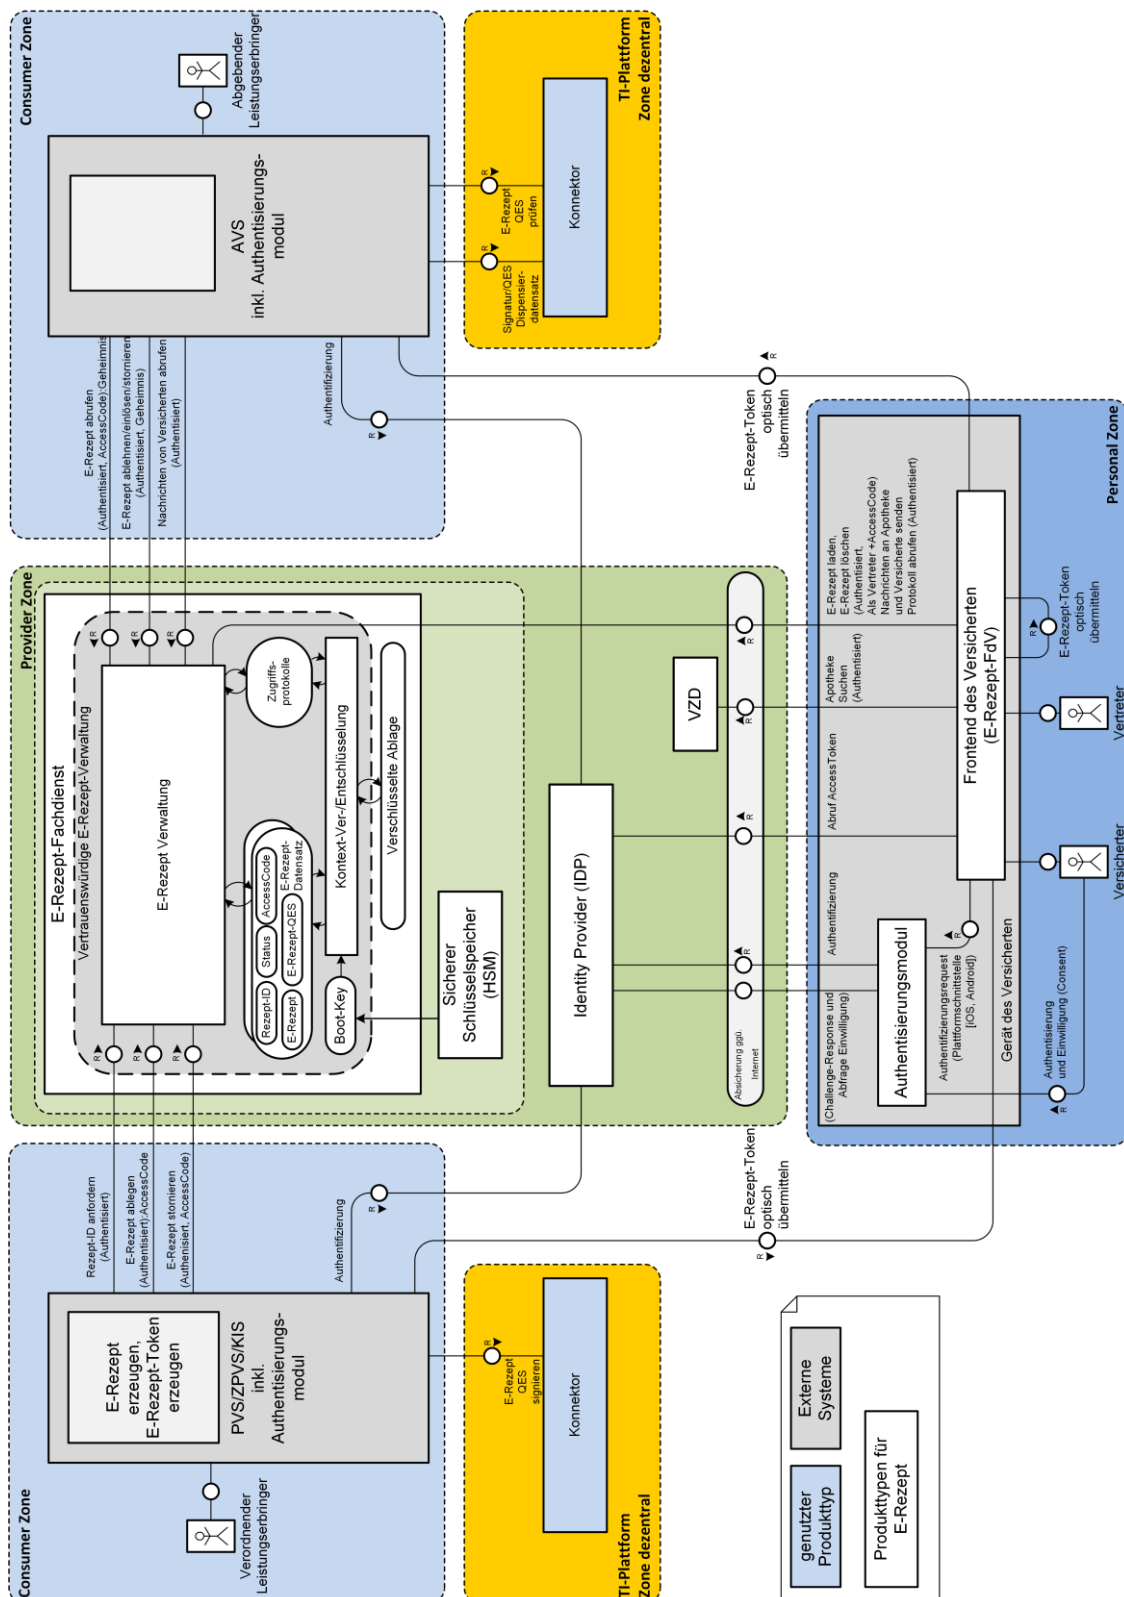 Consumer Zone
Verordnender
Leistungserbringer
E-Rezept
erzeugen,
E-Rezept-Token
erzeugen
PVS/ZPVS/KIS
inkl.
Authentisierungs-
modul
Rezept-ID anfordern
(Authentisiert)
E-Rezept ablegen
(Authentisiert):AccessCode
E-Rezept stornieren
(Authenisiert, AccessCode)
Authentifizierung
R
TI-Plattform
Zone dezentral
Konnektor
E-Rezept
QES
signieren
R
Provider Zone
E-Rezept-Fachdienst
Vertrauenswürdige E-Rezept-Verwaltung
R
R
R
E-Rezept Verwaltung
R
R
R
Rezept-ID
Status
AccessCode
E-Rezept
E-Rezept-QES
E-Rezept-
Datensatz
Zugriffs-
protokolle
Boot-Key
Kontext-Ver-/Entschlüsselung
Verschlüsselte Ablage
Sicherer
Schlüsselspeicher
(HSM)
Identity Provider (IDP)
VZD
Absicherung ggü.
Internet
R
R
R
R
Consumer Zone
E-Rezept abrufen
(Authentisiert, AccessCode):Geheimnis
E-Rezept ablehnen/einlösen/stornieren
(Authentisiert, Geheimnis)
Nachrichten von Versicherten abrufen
(Authentisiert)
Authentifizierung
R
AVS
inkl. Authentisierungs-
modul
Abgebender
Leistungserbringer
TI-Plattform
Zone dezentral
Signatur/QES
Dispensier-
datensatz
R
E-Rezept
QES
prüfen
R
Konnektor
E-Rezept-Token
optisch
übermitteln
R
E-Rezept-Token
optisch
übermitteln
R
Personal Zone
(Challenge-Response und
Abfrage Einwilligung)
Authentifizierung
Abruf AccessToken
Apotheke
Suchen
(Authentisiert)
E-Rezept laden,
E-Rezept löschen
(Authentisiert,
Als Vertreter +AccessCode)
Nachrichten an Apotheke
und Versicherte senden
Protokoll abrufen (Authentisiert)
Authentisierungsmodul
Authentifizierungsrequest
(Plattformschnittstelle
[iOS, Android])
R
Frontend des Versicherten
(E-Rezept-FdV)
Gerät des Versicherten
Authentisierung
und Einwilligung (Consent)
R
Versicherter
Vertreter
R
E-Rezept-Token
optisch
übermitteln
genutzter
Produkttyp
Externe
Systeme
Produkttypen für
E-Rezept